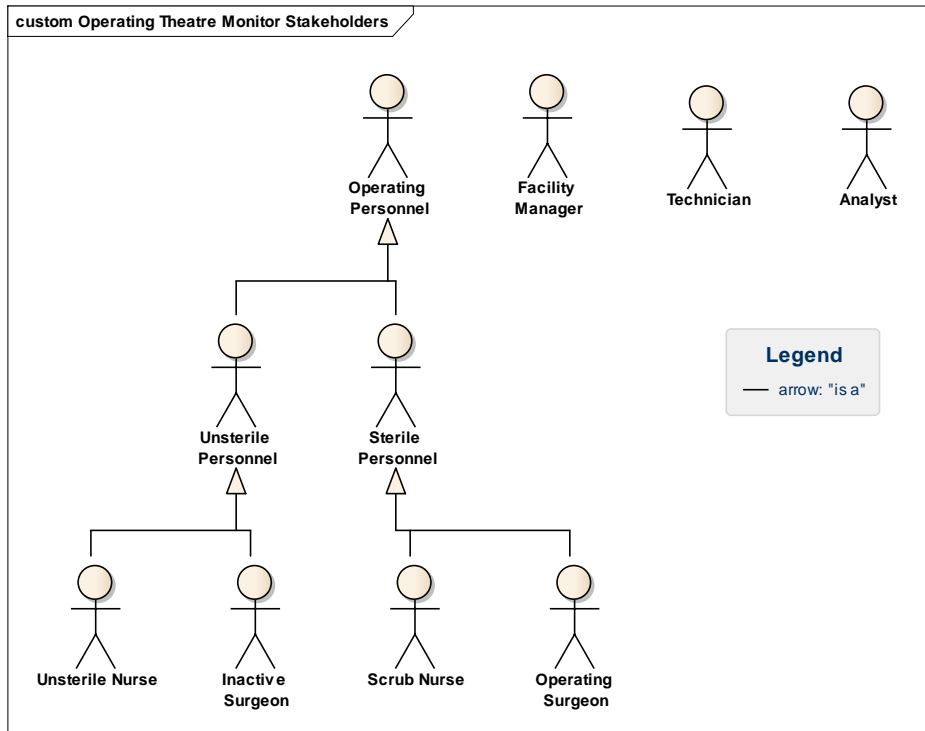 custom Operating Theatre Monitor Stakeholders
Operating
Personnel
Facility
Manager
Technician
Analyst
Unsterile
Personnel
Sterile
Personnel
Legend
arrow: "is a"
Unsterile Nurse
Inactive
Surgeon
Scrub Nurse
Operating
Surgeon